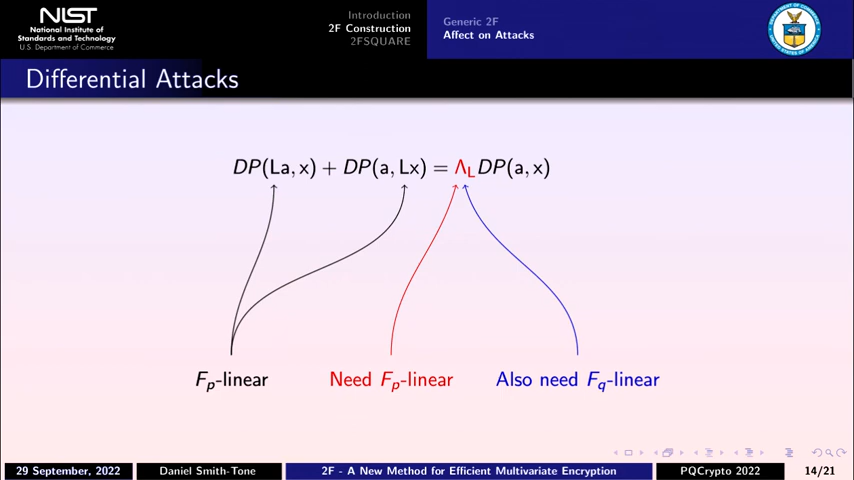 NIST
National Institute of
Standards and Technology
U.S. Department of Commerce
Introduction
2F Construction
2FSQUARE
Generic 2F
Affect on Attacks
Differential Attacks
DP(La, x) + DP(a, Lx) = Λ_L DP(a, x)
F_p-linear
Need F_p-linear
Also need F_q-linear
29 September, 2022
Daniel Smith-Tone
2F - A New Method for Efficient Multivariate Encryption
PQCrypto 2022
14/21